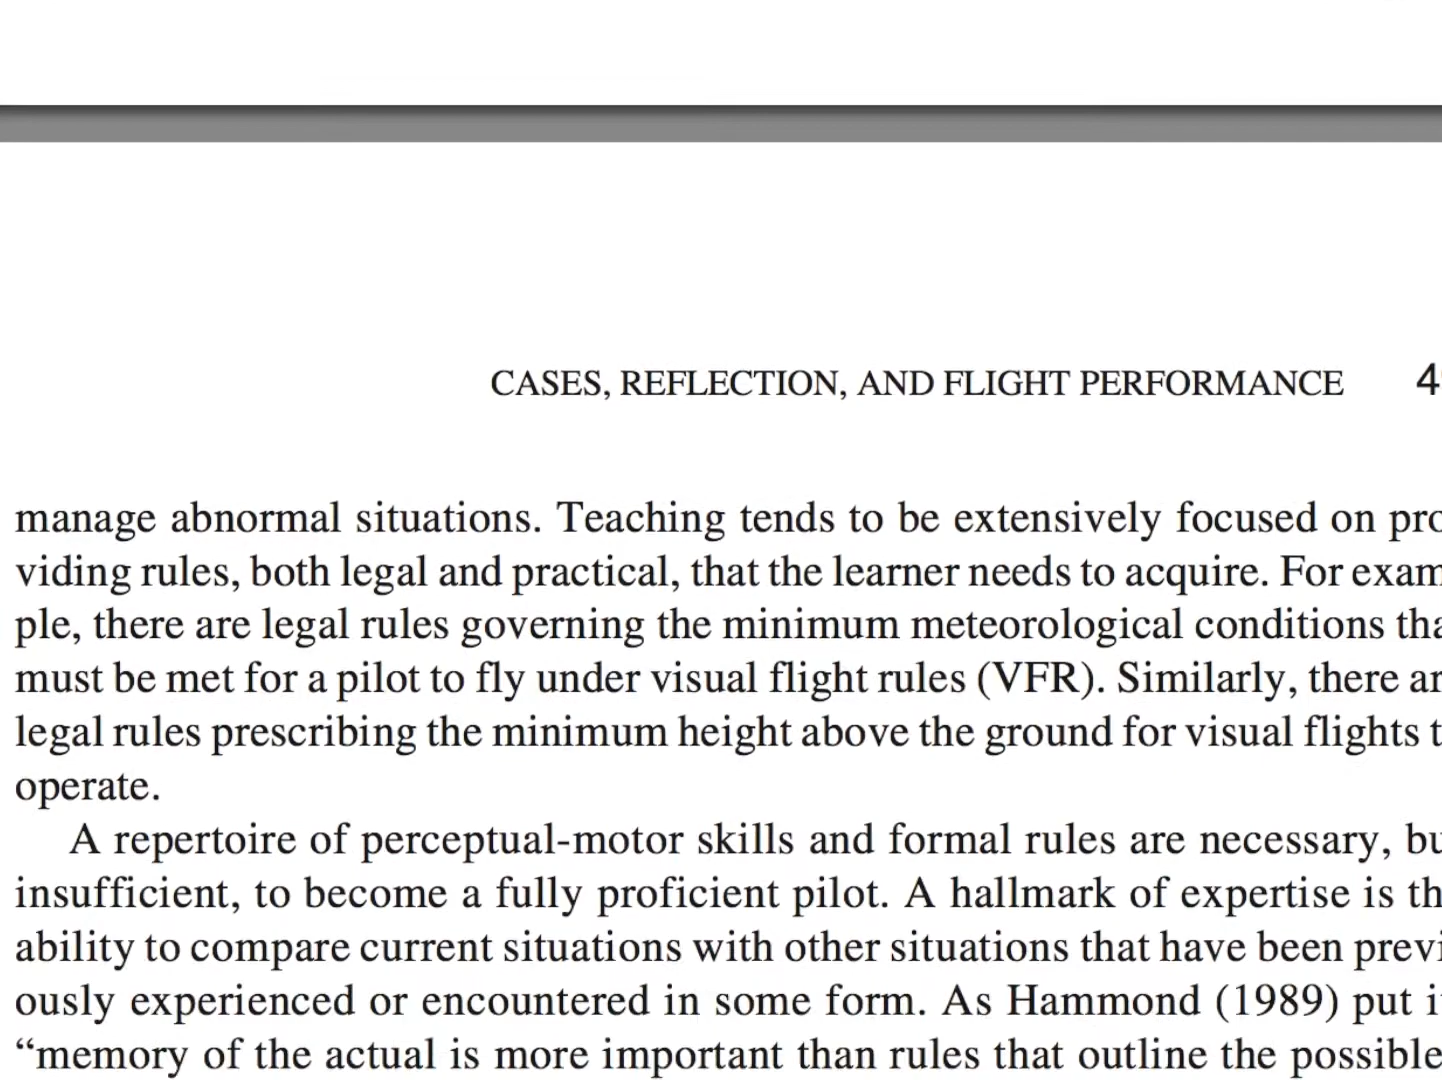 CASES, REFLECTION, AND FLIGHT PERFORMANCE 4
manage abnormal situations. Teaching tends to be extensively focused on pro
viding rules, both legal and practical, that the learner needs to acquire. For exam
ple, there are legal rules governing the minimum meteorological conditions tha
must be met for a pilot to fly under visual flight rules (VFR). Similarly, there ar
legal rules prescribing the minimum height above the ground for visual flights t
operate.
A repertoire of perceptual-motor skills and formal rules are necessary, bu
insufficient, to become a fully proficient pilot. A hallmark of expertise is th
ability to compare current situations with other situations that have been previ
ously experienced or encountered in some form. As Hammond (1989) put i
“memory of the actual is more important than rules that outline the possible